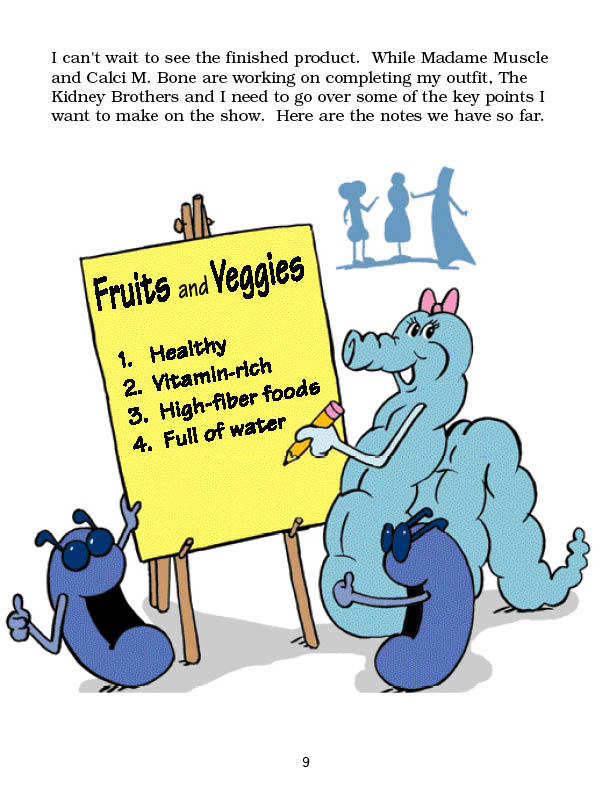 I can't wait to see the finished product.  While Madame Muscle
and Calci M. Bone are working on completing my outfit, The
Kidney Brothers and I need to go over some of the key points I
want to make on the show.  Here are the notes we have so far.
Fruits and Veggies
1. Healthy
2. Vitamin-rich
3. High-fiber foods
4. Full of water
9